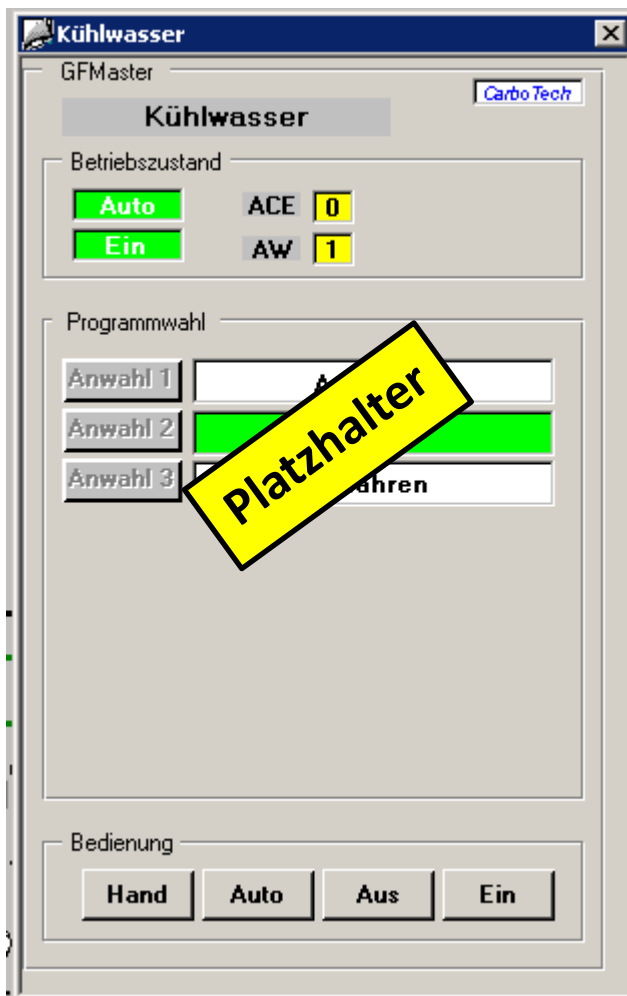 Kühlwasser
GFMaster
CarboTech
Kühlwasser
Betriebszustand
Auto ACE 0
Ein AW 1
Programmwahl
Anwahl 1
Anwahl 2
Anwahl 3
Platzhalter
Bedienung
Hand Auto Aus Ein